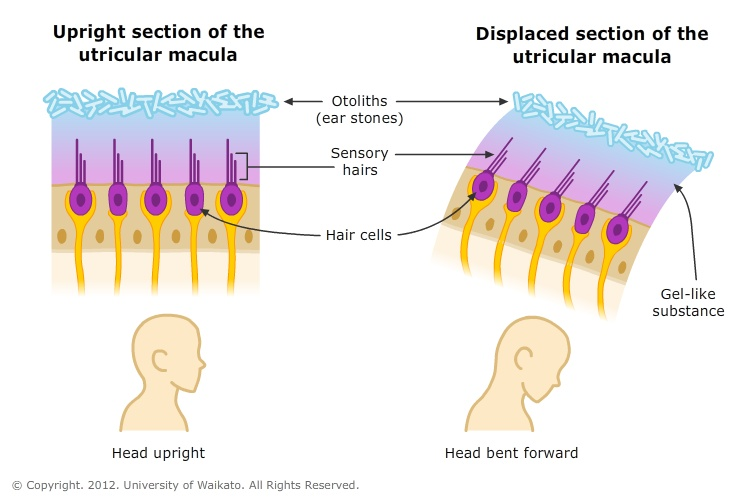 Upright section of the
utricular macula
Displaced section of the
utricular macula
Otoliths
(ear stones)
Sensory
hairs
Hair cells
Gel-like
substance
Head upright
Head bent forward
© Copyright. 2012. University of Waikato. All Rights Reserved.